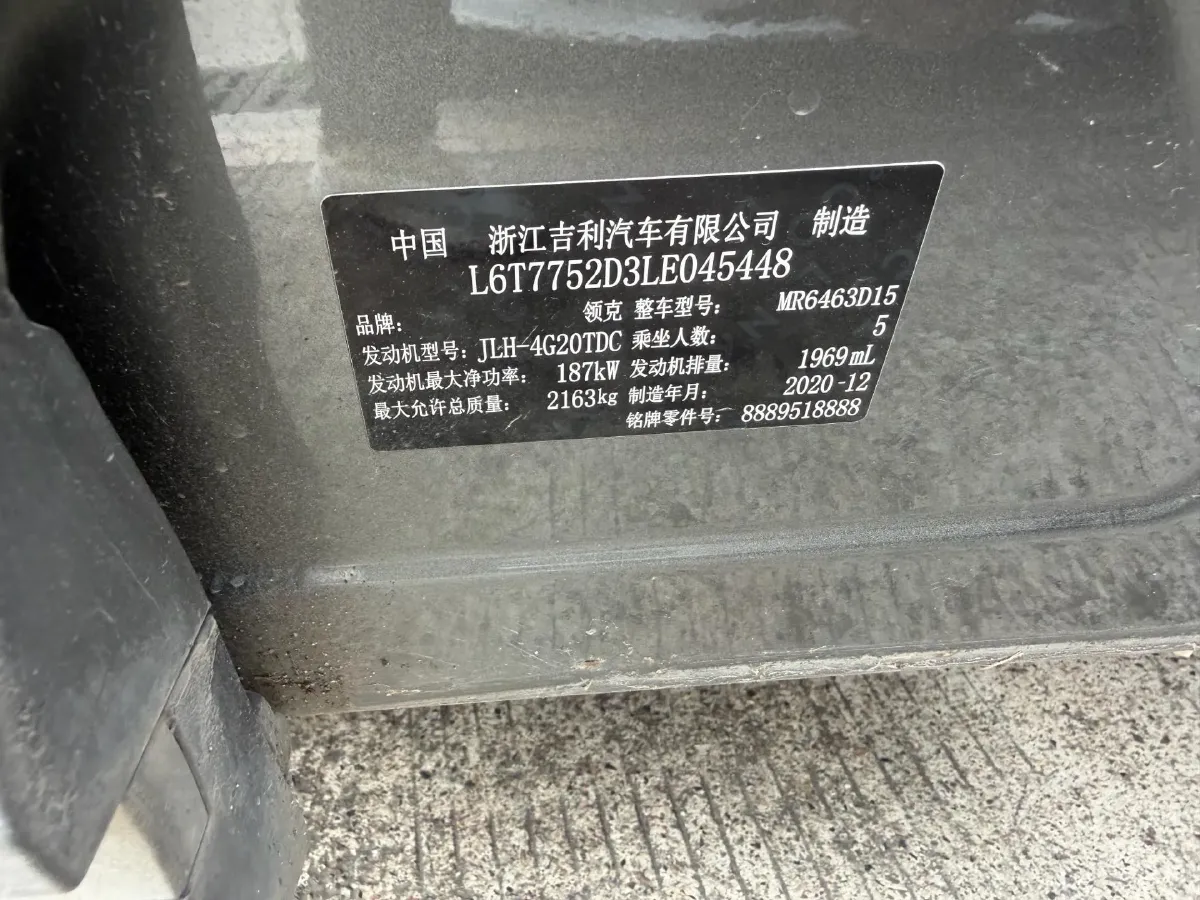 中国 浙江吉利汽车有限公司 制造
L6T7752D3LE045448
品牌： 领克 整车型号： MR6463D15
发动机型号：JLH-4G20TDC 乘坐人数： 5
发动机最大净功率： 187kW 发动机排量： 1969mL
最大允许总质量： 2163kg 制造年月： 2020-12
铭牌零件号： 8889518888